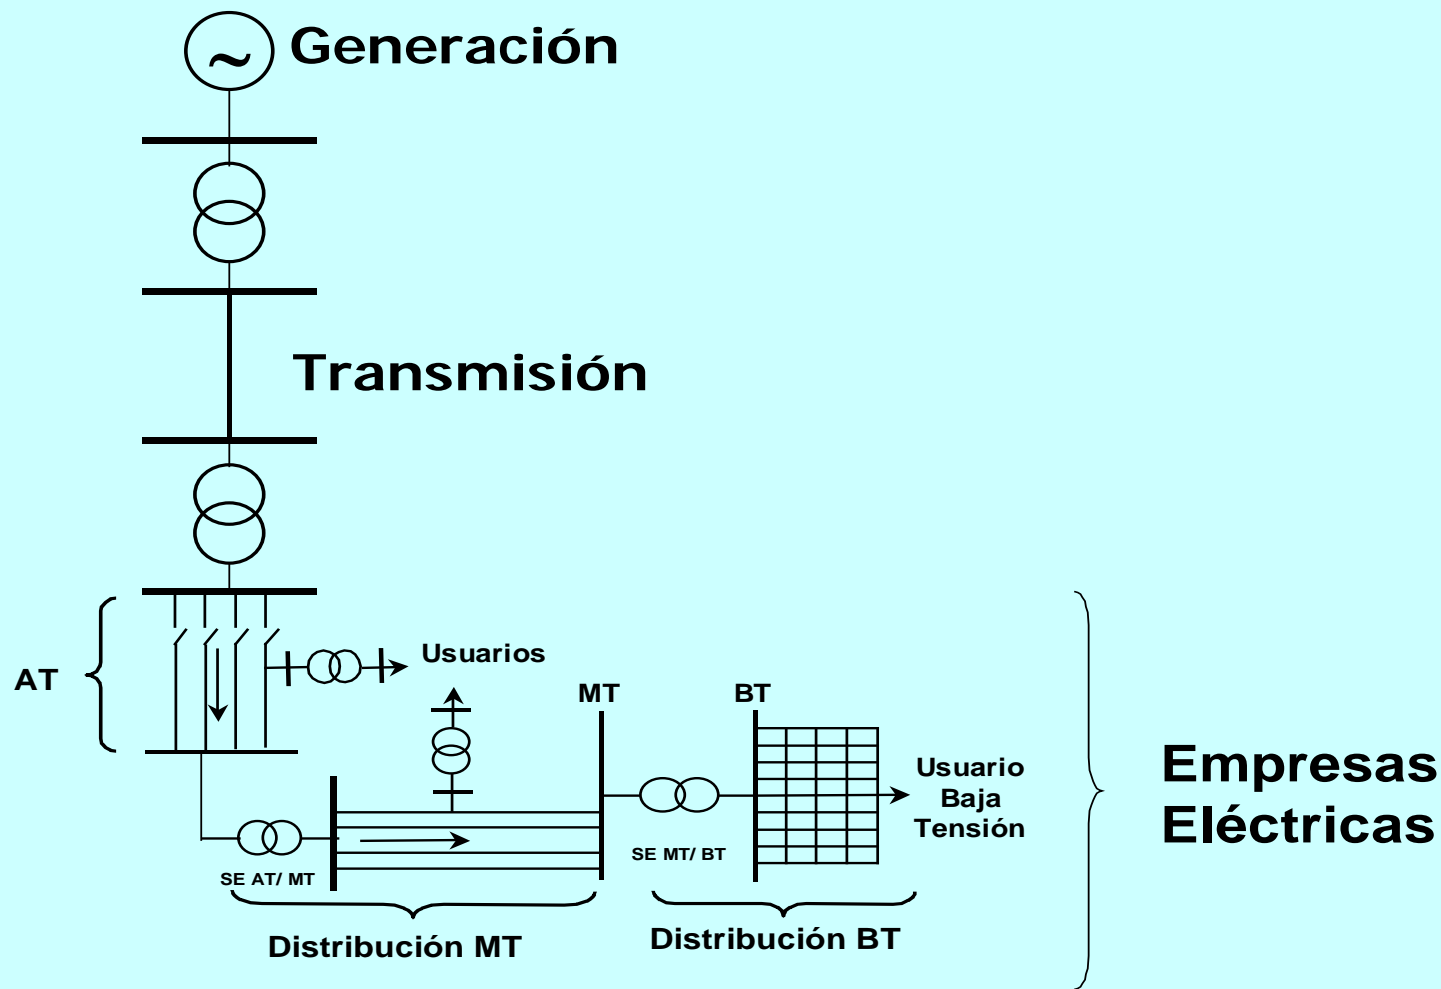 ~
Generación
Transmisión
AT
Usuarios
MT
BT
Usuario
Baja
Tensión
SE AT/ MT
SE MT/ BT
Distribución MT
Distribución BT
Empresas
Eléctricas